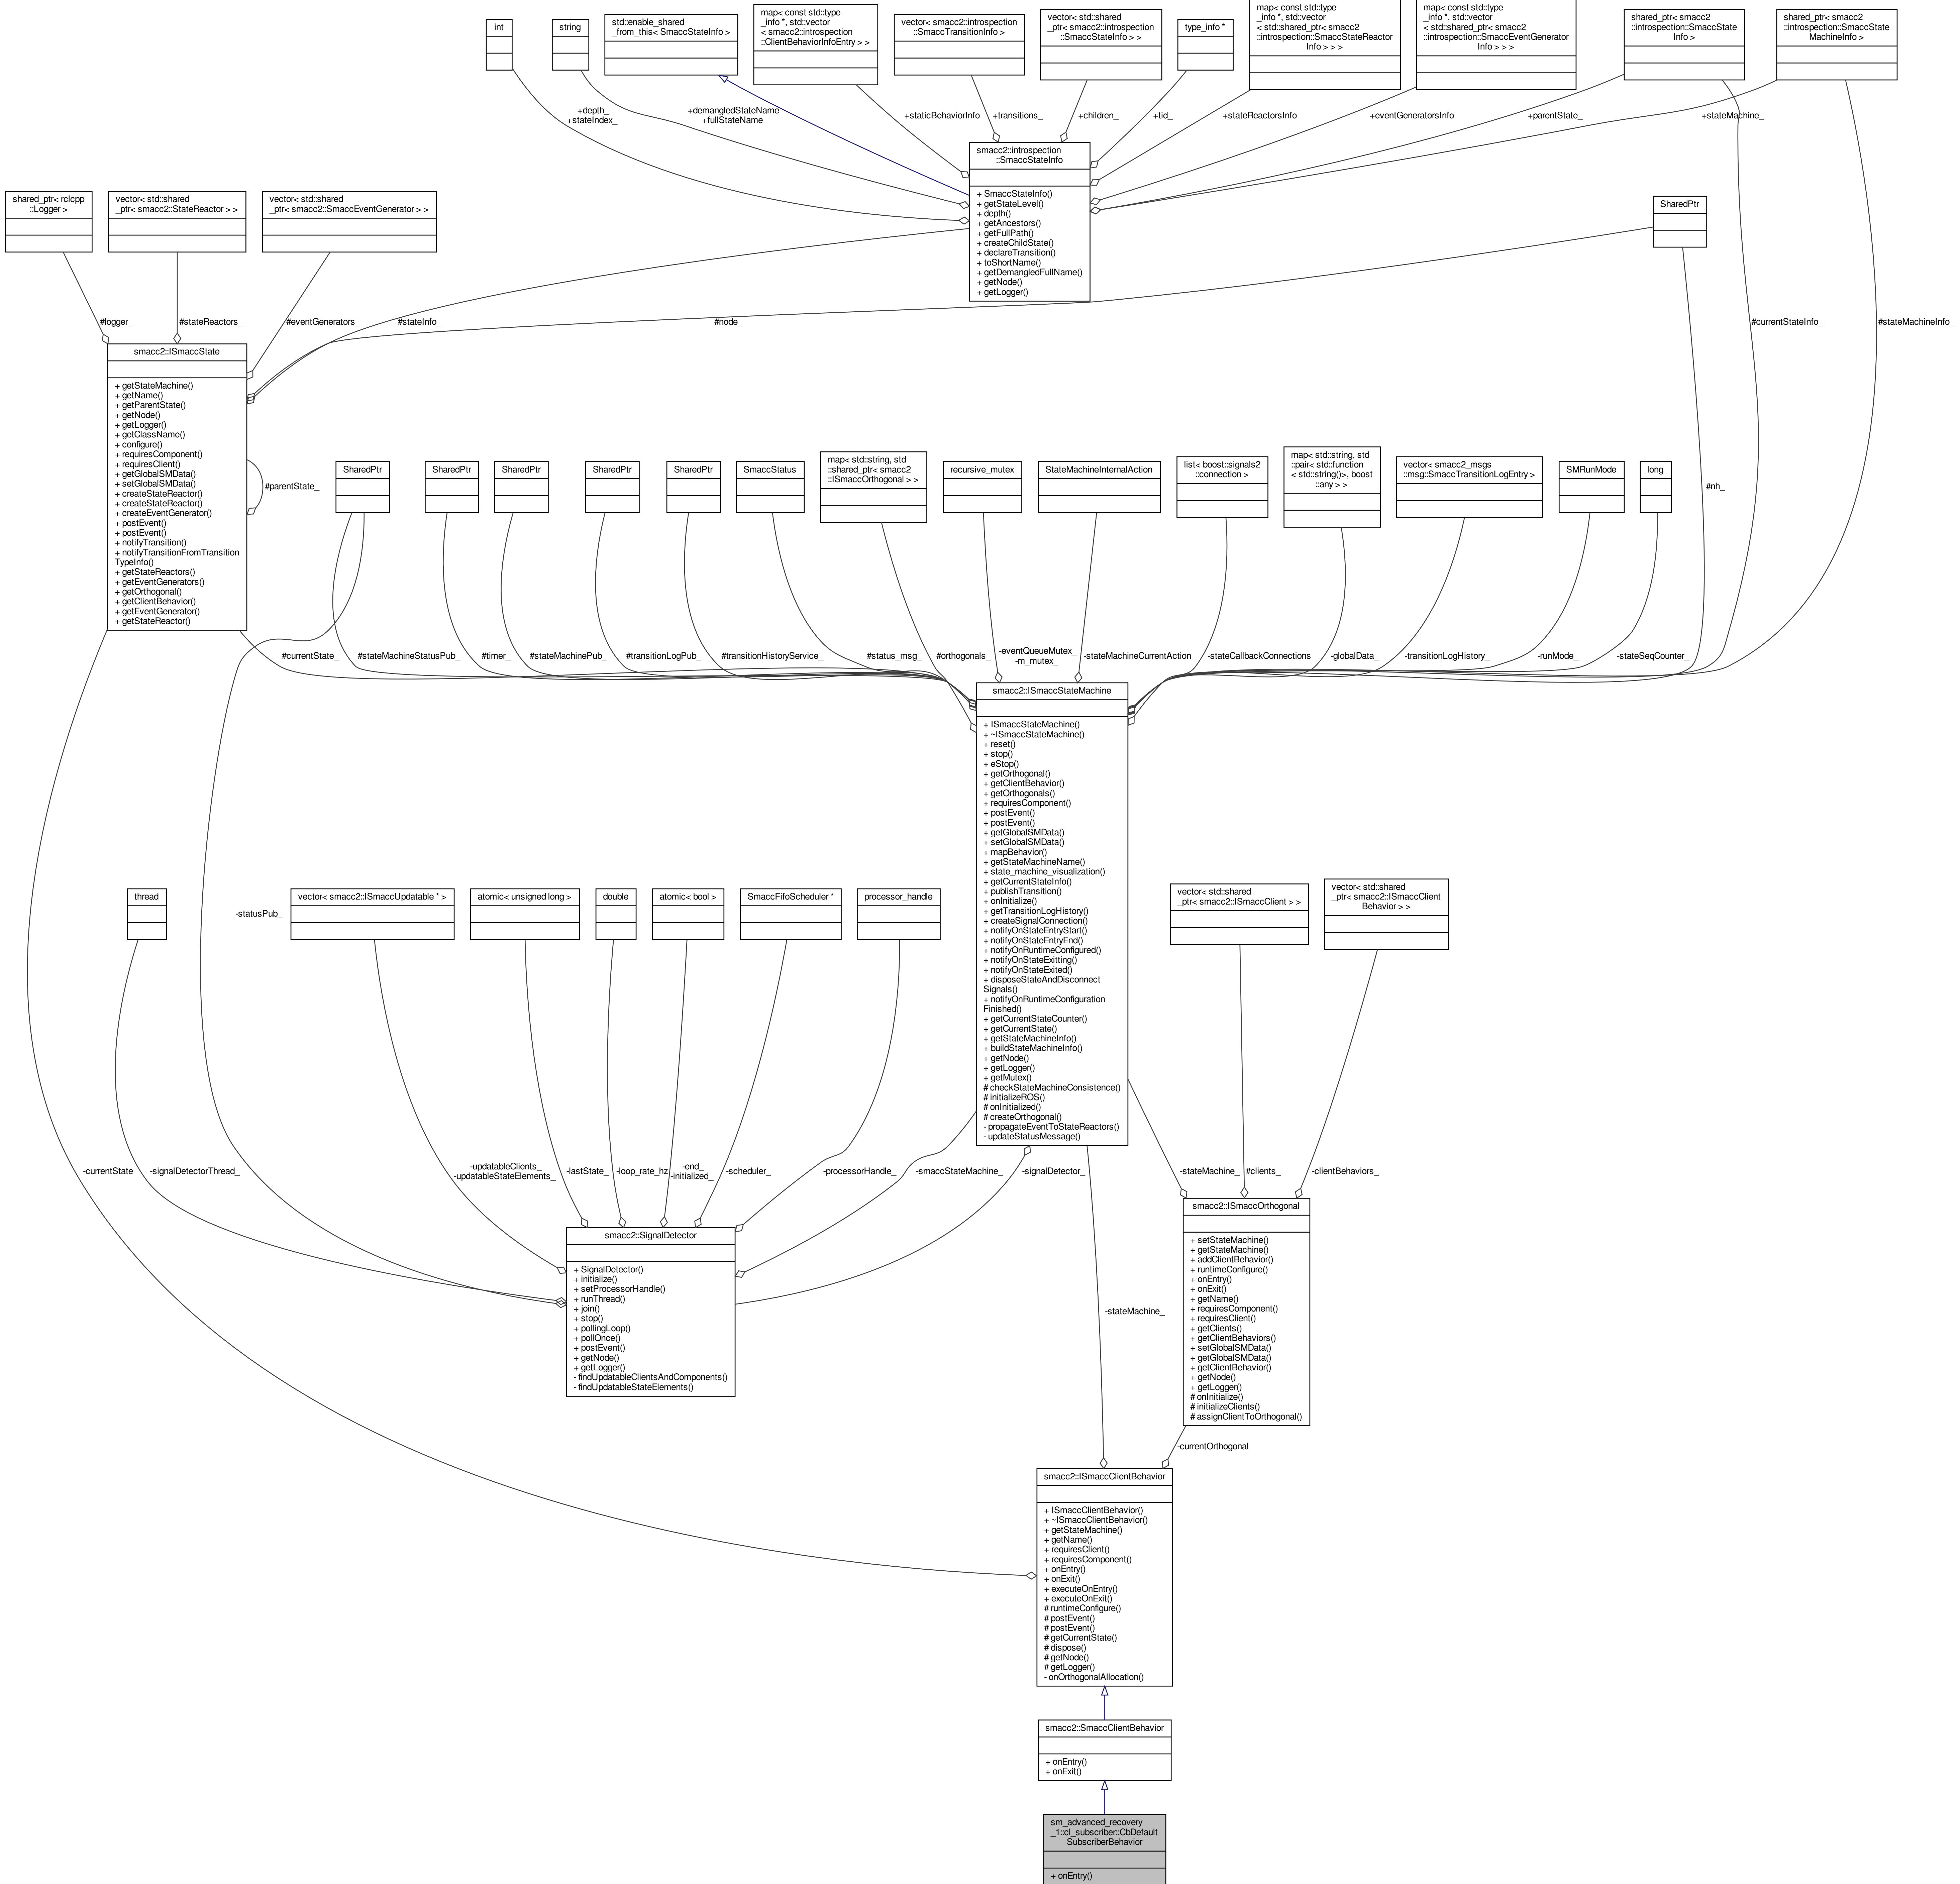 int
string
std::enable_shared
_from_this< SmaccStateInfo >
map< const std::type
_info *, std::vector
< smacc2::introspection
::ClientBehaviorInfoEntry > >
vector< smacc2::introspection
::SmaccTransitionInfo >
vector< std::shared
_ptr< smacc2::introspection
::SmaccStateInfo > >
type_info *
map< const std::type
_info *, std::vector
< std::shared_ptr< smacc2
::introspection::SmaccStateReactor
Info > > >
map< const std::type
_info *, std::vector
< std::shared_ptr< smacc2
::introspection::SmaccEventGenerator
Info > > >
shared_ptr< smacc2
::introspection::SmaccState
Info >
shared_ptr< smacc2
::introspection::SmaccState
MachineInfo >
+depth_
+stateIndex_
+demangledStateName
+fullStateName
+staticBehaviorInfo
+transitions_
+children_
+tid_
+stateReactorsInfo
+eventGeneratorsInfo
+parentState_
+stateMachine_
smacc2::introspection
::SmaccStateInfo
+ SmaccStateInfo()
+ getStateLevel()
+ depth()
+ getAncestors()
+ getFullPath()
+ createChildState()
+ declareTransition()
+ toShortName()
+ getDemangledFullName()
+ getNode()
+ getLogger()
shared_ptr< rclcpp
::Logger >
vector< std::shared
_ptr< smacc2::StateReactor > >
vector< std::shared
_ptr< smacc2::SmaccEventGenerator > >
SharedPtr
#logger_
#stateReactors_
#eventGenerators_
#stateInfo_
#node_
#currentStateInfo_
#stateMachineInfo_
smacc2::ISmaccState
+ getStateMachine()
+ getName()
+ getParentState()
+ getNode()
+ getLogger()
+ getClassName()
+ configure()
+ requiresComponent()
+ requiresClient()
+ getGlobalSMData()
+ setGlobalSMData()
+ createStateReactor()
+ createStateReactor()
+ createEventGenerator()
+ postEvent()
+ postEvent()
+ notifyTransition()
+ notifyTransitionFromTransition
TypeInfo()
+ getStateReactors()
+ getEventGenerators()
+ getOrthogonal()
+ getClientBehavior()
+ getEventGenerator()
+ getStateReactor()
#parentState_
SharedPtr
SharedPtr
SharedPtr
SharedPtr
SharedPtr
SmaccStatus
map< std::string, std
::shared_ptr< smacc2
::ISmaccOrthogonal > >
recursive_mutex
StateMachineInternalAction
list< boost::signals2
::connection >
map< std::string, std
::pair< std::function
< std::string()>, boost
::any > >
vector< smacc2_msgs
::msg::SmaccTransitionLogEntry >
SMRunMode
long
#nh_
#currentState_
#stateMachineStatusPub_
#timer_
#stateMachinePub_
#transitionLogPub_
#transitionHistoryService_
#status_msg_
#orthogonals_
-eventQueueMutex_
-m_mutex_
-stateMachineCurrentAction
-stateCallbackConnections
-globalData_
-transitionLogHistory_
-runMode_
-stateSeqCounter_
smacc2::ISmaccStateMachine
+ ISmaccStateMachine()
+ ~ISmaccStateMachine()
+ reset()
+ stop()
+ eStop()
+ getOrthogonal()
+ getClientBehavior()
+ getOrthogonals()
+ requiresComponent()
+ postEvent()
+ postEvent()
+ getGlobalSMData()
+ setGlobalSMData()
+ mapBehavior()
+ getStateMachineName()
+ state_machine_visualization()
+ getCurrentStateInfo()
+ publishTransition()
+ onInitialize()
+ getTransitionLogHistory()
+ createSignalConnection()
+ notifyOnStateEntryStart()
+ notifyOnStateEntryEnd()
+ notifyOnRuntimeConfigured()
+ notifyOnStateExitting()
+ notifyOnStateExited()
+ disposeStateAndDisconnect
Signals()
+ notifyOnRuntimeConfiguration
Finished()
+ getCurrentStateCounter()
+ getCurrentState()
+ getStateMachineInfo()
+ buildStateMachineInfo()
+ getNode()
+ getLogger()
+ getMutex()
# checkStateMachineConsistence()
# initializeROS()
# onInitialized()
# createOrthogonal()
- propagateEventToStateReactors()
- updateStatusMessage()
thread
-statusPub_
vector< smacc2::ISmaccUpdatable * >
atomic< unsigned long >
double
atomic< bool >
SmaccFifoScheduler *
processor_handle
vector< std::shared
_ptr< smacc2::ISmaccClient > >
vector< std::shared
_ptr< smacc2::ISmaccClient
Behavior > >
-currentState
-signalDetectorThread_
-updatableClients_
-updatableStateElements_
-lastState_
-loop_rate_hz
-end_
-initialized_
-scheduler_
-processorHandle_
-smaccStateMachine_
-signalDetector_
-stateMachine_
#clients_
-clientBehaviors_
smacc2::SignalDetector
+ SignalDetector()
+ initialize()
+ setProcessorHandle()
+ runThread()
+ join()
+ stop()
+ pollingLoop()
+ pollOnce()
+ postEvent()
+ getNode()
+ getLogger()
- findUpdatableClientsAndComponents()
- findUpdatableStateElements()
-stateMachine_
smacc2::ISmaccOrthogonal
+ setStateMachine()
+ getStateMachine()
+ addClientBehavior()
+ runtimeConfigure()
+ onEntry()
+ onExit()
+ getName()
+ requiresComponent()
+ requiresClient()
+ getClients()
+ getClientBehaviors()
+ setGlobalSMData()
+ getGlobalSMData()
+ getClientBehavior()
+ getNode()
+ getLogger()
# onInitialize()
# initializeClients()
# assignClientToOrthogonal()
-currentOrthogonal
smacc2::ISmaccClientBehavior
+ ISmaccClientBehavior()
+ ~ISmaccClientBehavior()
+ getStateMachine()
+ getName()
+ requiresClient()
+ requiresComponent()
+ onEntry()
+ onExit()
+ executeOnEntry()
+ executeOnExit()
# runtimeConfigure()
# postEvent()
# postEvent()
# getCurrentState()
# dispose()
# getNode()
# getLogger()
- onOrthogonalAllocation()
smacc2::SmaccClientBehavior
+ onEntry()
+ onExit()
sm_advanced_recovery
_1::cl_subscriber::CbDefault
SubscriberBehavior
+ onEntry()